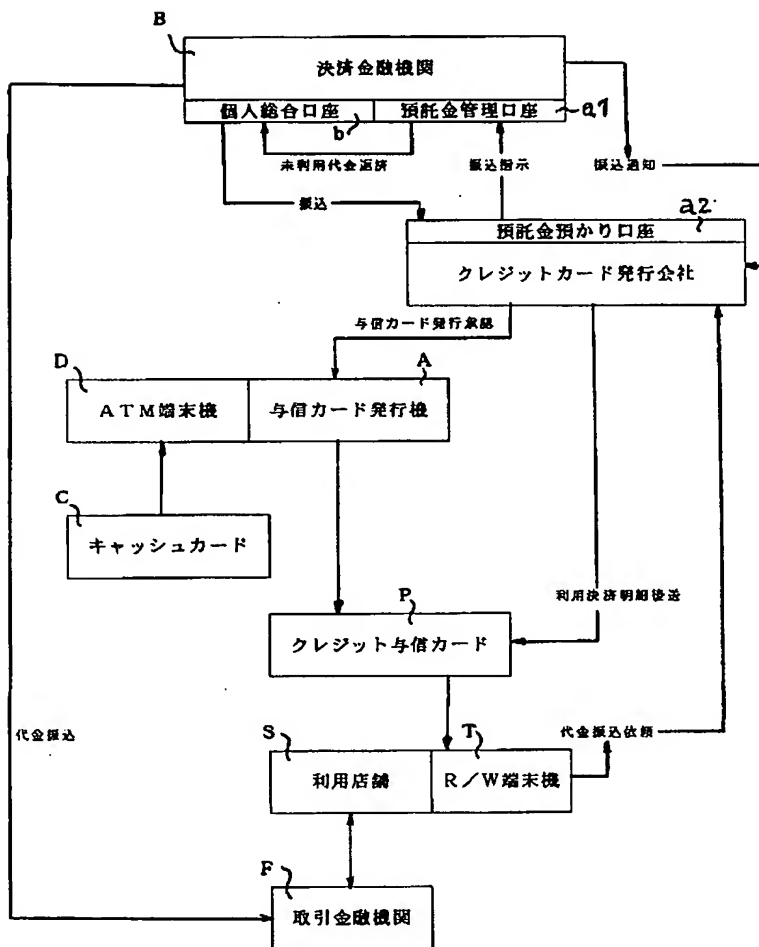 B
決済金融機関
個人総合口座 預託金管理口座 a1
b
未利用代金返済 振込指示 振込通知
振込 a2
預託金預かり口座
クレジットカード発行会社
与信カード発行承認
D A
ATM端末機 与信カード発行機
C
キャッシュカード
P 利用決済明細後送
クレジット与信カード
代金振込 S T 代金振込依頼
利用店舗 R/W端末機
F
取引金融機関